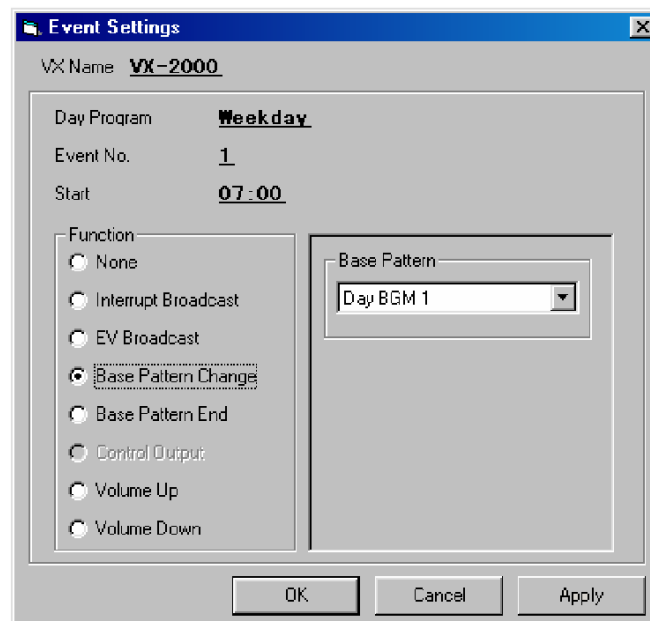 Event Settings
VX Name VX-2000
Day Program Weekday
Event No. 1
Start 07:00
Function
None
Interrupt Broadcast
EV Broadcast
Base Pattern Change
Base Pattern End
Control Output
Volume Up
Volume Down
Base Pattern
Day BGM 1
OK Cancel Apply